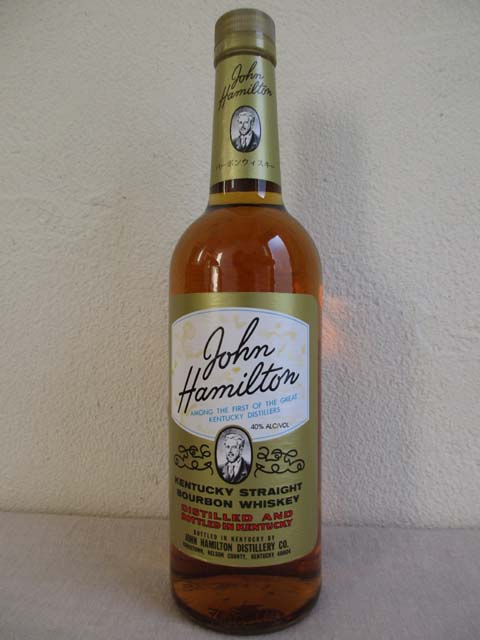 John
Hamilton
バーボンウイスキー
John
Hamilton
AMONG THE FIRST OF THE GREAT
KENTUCKY DISTILLERS
40% ALC/VOL
KENTUCKY STRAIGHT
BOURBON WHISKEY
DISTILLED AND
BOTTLED IN KENTUCKY
BOTTLED IN KENTUCKY BY
JOHN HAMILTON DISTILLERY CO.
NELSON COUNTY, KENTUCKY 40004